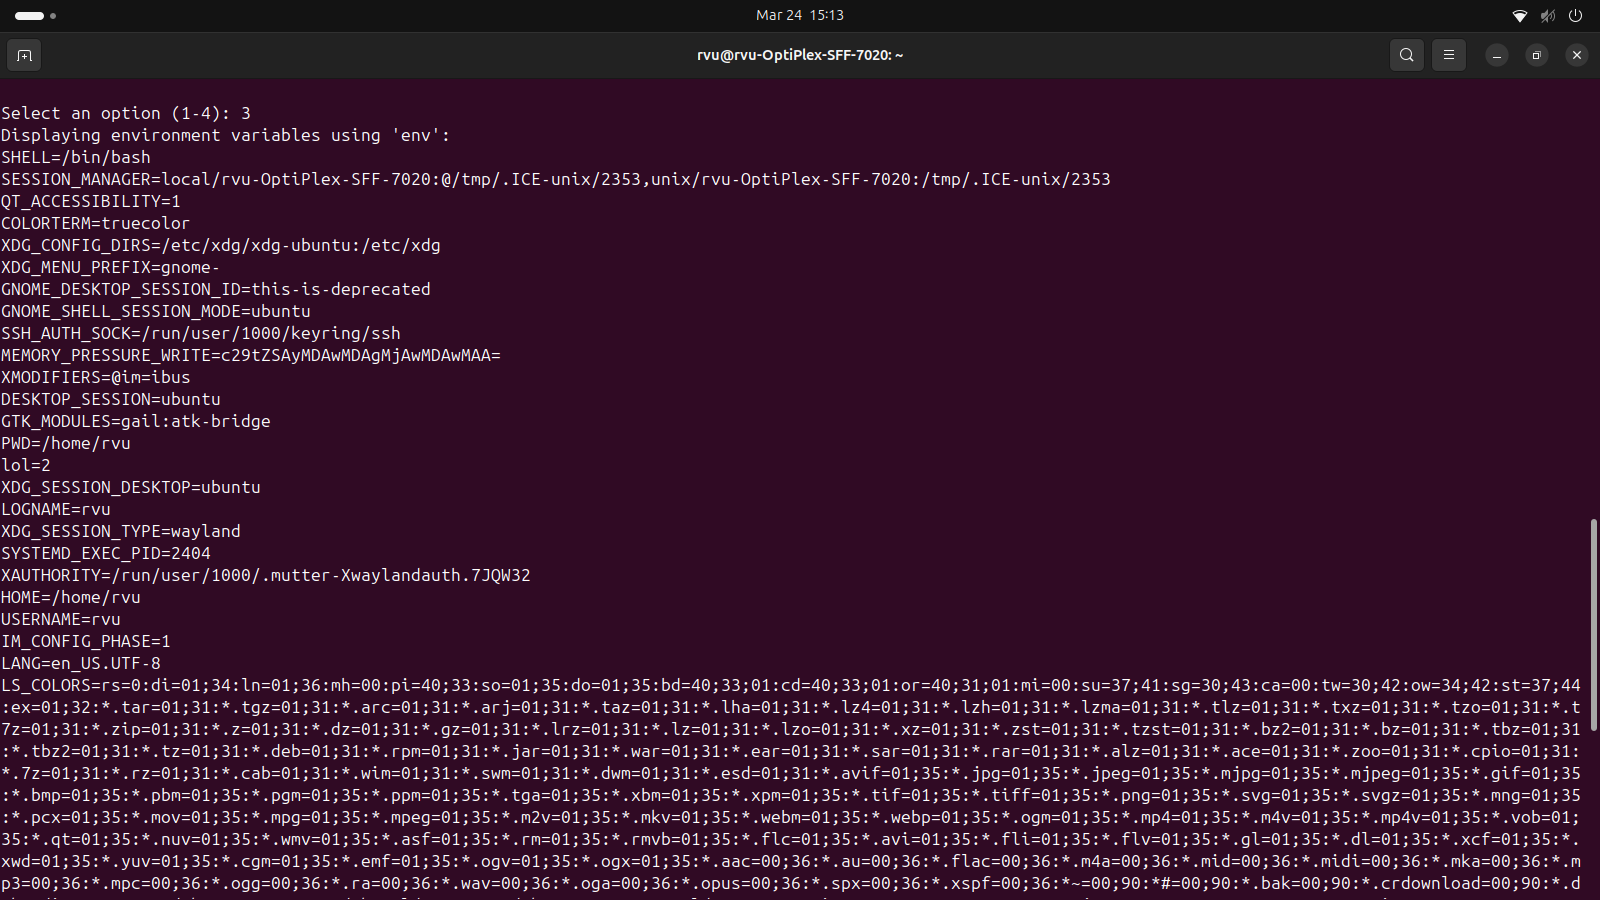 Mar 24 15:13
rvu@rvu-OptiPlex-SFF-7020: ~
Select an option (1-4): 3
Displaying environment variables using 'env':
SHELL=/bin/bash
SESSION_MANAGER=local/rvu-OptiPlex-SFF-7020:@/tmp/.ICE-unix/2353,unix/rvu-OptiPlex-SFF-7020:/tmp/.ICE-unix/2353
QT_ACCESSIBILITY=1
COLORTERM=truecolor
XDG_CONFIG_DIRS=/etc/xdg/xdg-ubuntu:/etc/xdg
XDG_MENU_PREFIX=gnome-
GNOME_DESKTOP_SESSION_ID=this-is-deprecated
GNOME_SHELL_SESSION_MODE=ubuntu
SSH_AUTH_SOCK=/run/user/1000/keyring/ssh
MEMORY_PRESSURE_WRITE=c29tZSAyMDAwMDAgMjAwMDAwMAA=
XMODIFIERS=@im=ibus
DESKTOP_SESSION=ubuntu
GTK_MODULES=gail:atk-bridge
PWD=/home/rvu
lol=2
XDG_SESSION_DESKTOP=ubuntu
LOGNAME=rvu
XDG_SESSION_TYPE=wayland
SYSTEMD_EXEC_PID=2404
XAUTHORITY=/run/user/1000/.mutter-Xwaylandauth.7JQW32
HOME=/home/rvu
USERNAME=rvu
IM_CONFIG_PHASE=1
LANG=en_US.UTF-8
LS_COLORS=rs=0:di=01;34:ln=01;36:mh=00:pi=40;33:so=01;35:do=01;35:bd=40;33;01:cd=40;33;01:or=40;31;01:mi=00:su=37;41:sg=30;43:ca=00:tw=30;42:ow=34;42:st=37;44
:ex=01;32:*.tar=01;31:*.tgz=01;31:*.arc=01;31:*.arj=01;31:*.taz=01;31:*.lha=01;31:*.lz4=01;31:*.lzh=01;31:*.lzma=01;31:*.tlz=01;31:*.txz=01;31:*.tzo=01;31:*.t
7z=01;31:*.zip=01;31:*.z=01;31:*.dz=01;31:*.gz=01;31:*.lrz=01;31:*.lz=01;31:*.lzo=01;31:*.xz=01;31:*.zst=01;31:*.tzst=01;31:*.bz2=01;31:*.bz=01;31:*.tbz=01;31
:*.tbz2=01;31:*.tz=01;31:*.deb=01;31:*.rpm=01;31:*.jar=01;31:*.war=01;31:*.ear=01;31:*.sar=01;31:*.rar=01;31:*.alz=01;31:*.ace=01;31:*.zoo=01;31:*.cpio=01;31:
*.7z=01;31:*.rz=01;31:*.cab=01;31:*.wim=01;31:*.swm=01;31:*.dwm=01;31:*.esd=01;31:*.avif=01;35:*.jpg=01;35:*.jpeg=01;35:*.mjpg=01;35:*.mjpeg=01;35:*.gif=01;35
:*.bmp=01;35:*.pbm=01;35:*.pgm=01;35:*.ppm=01;35:*.tga=01;35:*.xbm=01;35:*.xpm=01;35:*.tif=01;35:*.tiff=01;35:*.png=01;35:*.svg=01;35:*.svgz=01;35:*.mng=01;35
:*.pcx=01;35:*.mov=01;35:*.mpg=01;35:*.mpeg=01;35:*.m2v=01;35:*.mkv=01;35:*.webm=01;35:*.webp=01;35:*.ogm=01;35:*.mp4=01;35:*.m4v=01;35:*.mp4v=01;35:*.vob=01;
35:*.qt=01;35:*.nuv=01;35:*.wmv=01;35:*.asf=01;35:*.rm=01;35:*.rmvb=01;35:*.flc=01;35:*.avi=01;35:*.fli=01;35:*.flv=01;35:*.gl=01;35:*.dl=01;35:*.xcf=01;35:*.
xwd=01;35:*.yuv=01;35:*.cgm=01;35:*.emf=01;35:*.ogv=01;35:*.ogx=01;35:*.aac=00;36:*.au=00;36:*.flac=00;36:*.m4a=00;36:*.mid=00;36:*.midi=00;36:*.mka=00;36:*.m
p3=00;36:*.mpc=00;36:*.ogg=00;36:*.ra=00;36:*.wav=00;36:*.oga=00;36:*.opus=00;36:*.spx=00;36:*.xspf=00;36:*~=00;90:*#=00;90:*.bak=00;90:*.crdownload=00;90:*.d